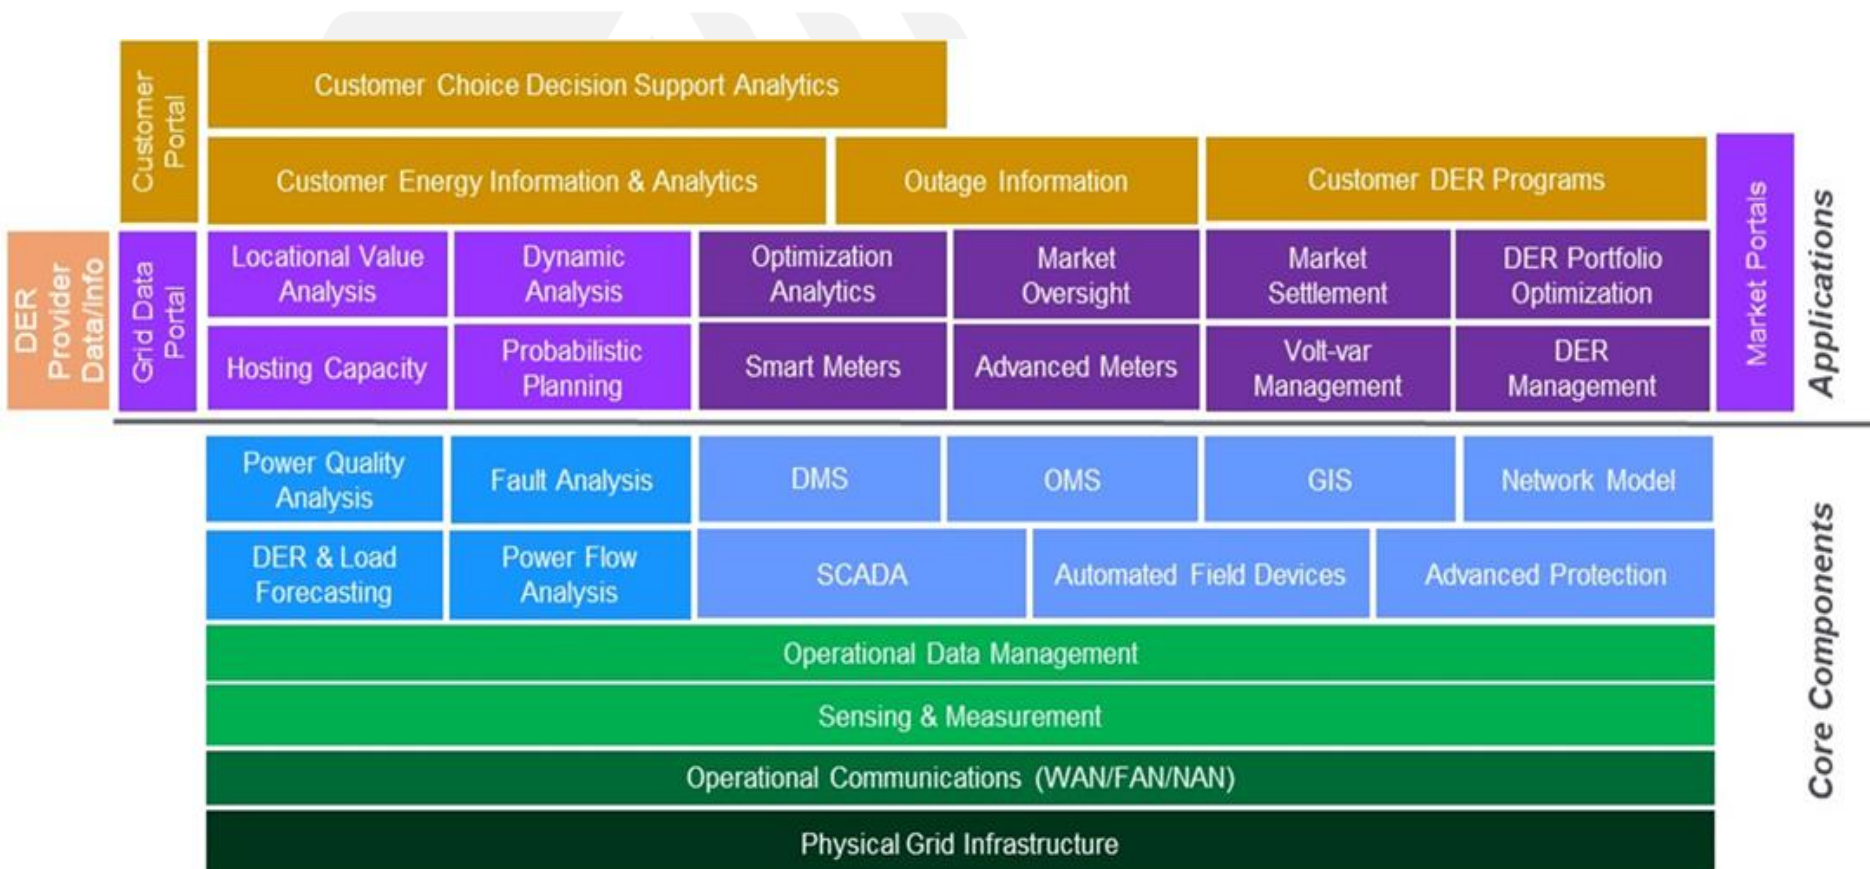 Customer
Portal
Customer Choice Decision Support Analytics
Customer Energy Information & Analytics
Outage Information
Customer DER Programs
Market Portals
Applications
DER
Provider
Data/Info
Grid Data
Portal
Locational Value
Analysis
Dynamic
Analysis
Optimization
Analytics
Market
Oversight
Market
Settlement
DER Portfolio
Optimization
Hosting Capacity
Probabilistic
Planning
Smart Meters
Advanced Meters
Volt-var
Management
DER
Management
Power Quality
Analysis
Fault Analysis
DMS
OMS
GIS
Network Model
Core Components
DER & Load
Forecasting
Power Flow
Analysis
SCADA
Automated Field Devices
Advanced Protection
Operational Data Management
Sensing & Measurement
Operational Communications (WAN/FAN/NAN)
Physical Grid Infrastructure